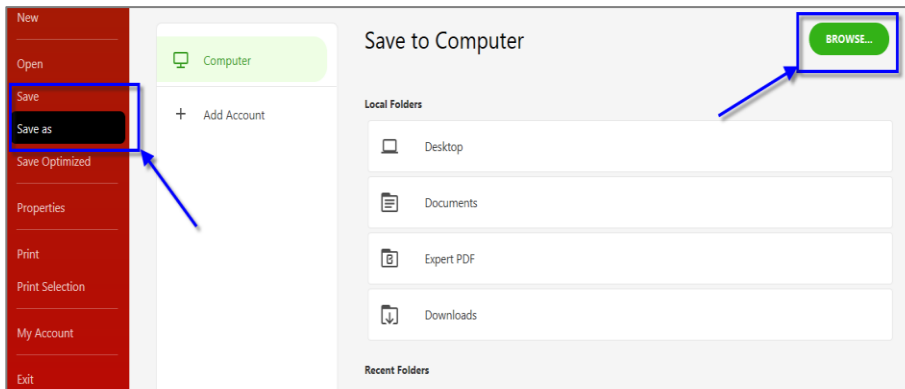 New
Open
Save
Save as
Save Optimized
Properties
Print
Print Selection
My Account
Exit
Computer
Add Account
Save to Computer
BROWSE...
Local Folders
Desktop
Documents
Expert PDF
Downloads
Recent Folders